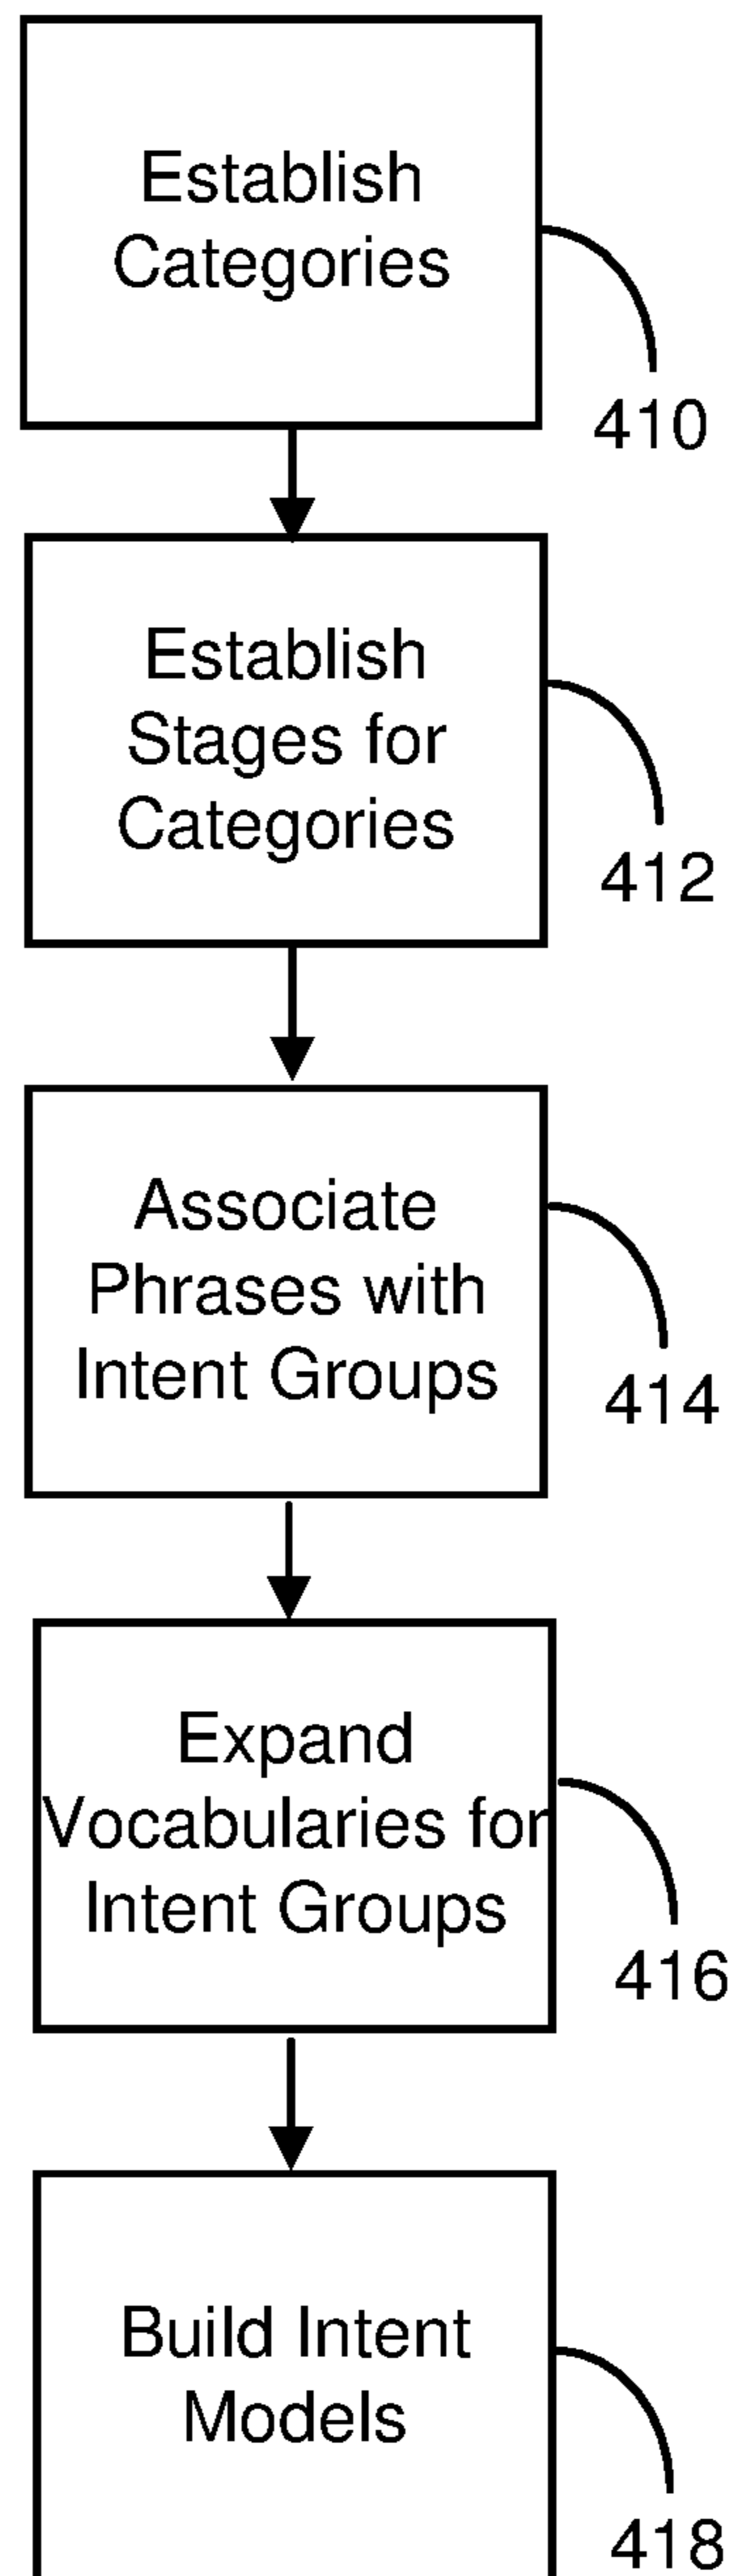 Establish
Categories
410
Establish
Stages for
Categories
412
Associate
Phrases with
Intent Groups
414
Expand
Vocabularies for
Intent Groups
416
Build Intent
Models
418